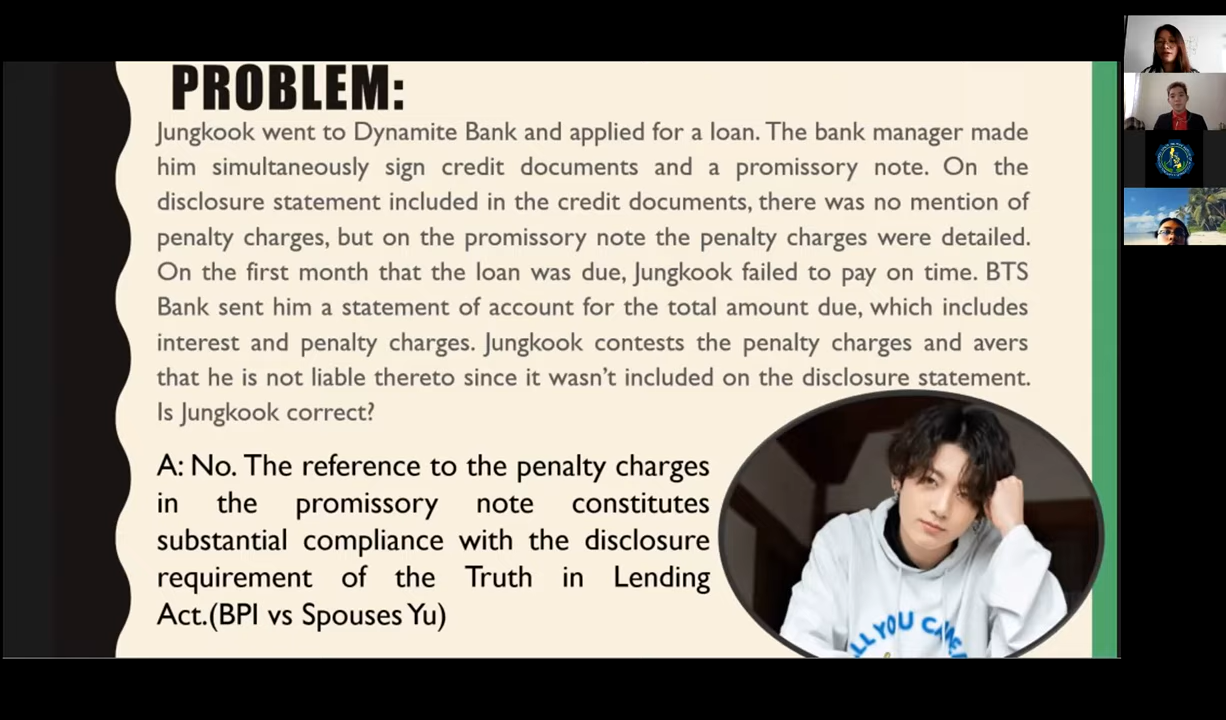 PROBLEM:
Jungkook went to Dynamite Bank and applied for a loan. The bank manager made
him simultaneously sign credit documents and a promissory note. On the
disclosure statement included in the credit documents, there was no mention of
penalty charges, but on the promissory note the penalty charges were detailed.
On the first month that the loan was due, Jungkook failed to pay on time. BTS
Bank sent him a statement of account for the total amount due, which includes
interest and penalty charges. Jungkook contests the penalty charges and avers
that he is not liable thereto since it wasn't included on the disclosure statement.
Is Jungkook correct?
A: No. The reference to the penalty charges
in the promissory note constitutes
substantial compliance with the disclosure
requirement of the Truth in Lending
Act.(BPI vs Spouses Yu)
YOU